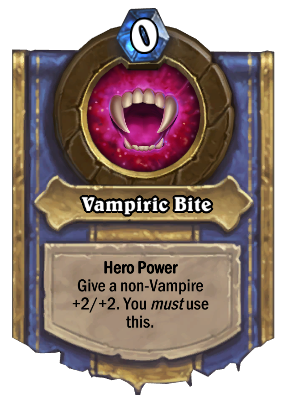 0
Vampiric Bite
Hero Power
Give a non-Vampire
+2/+2. You must use
this.